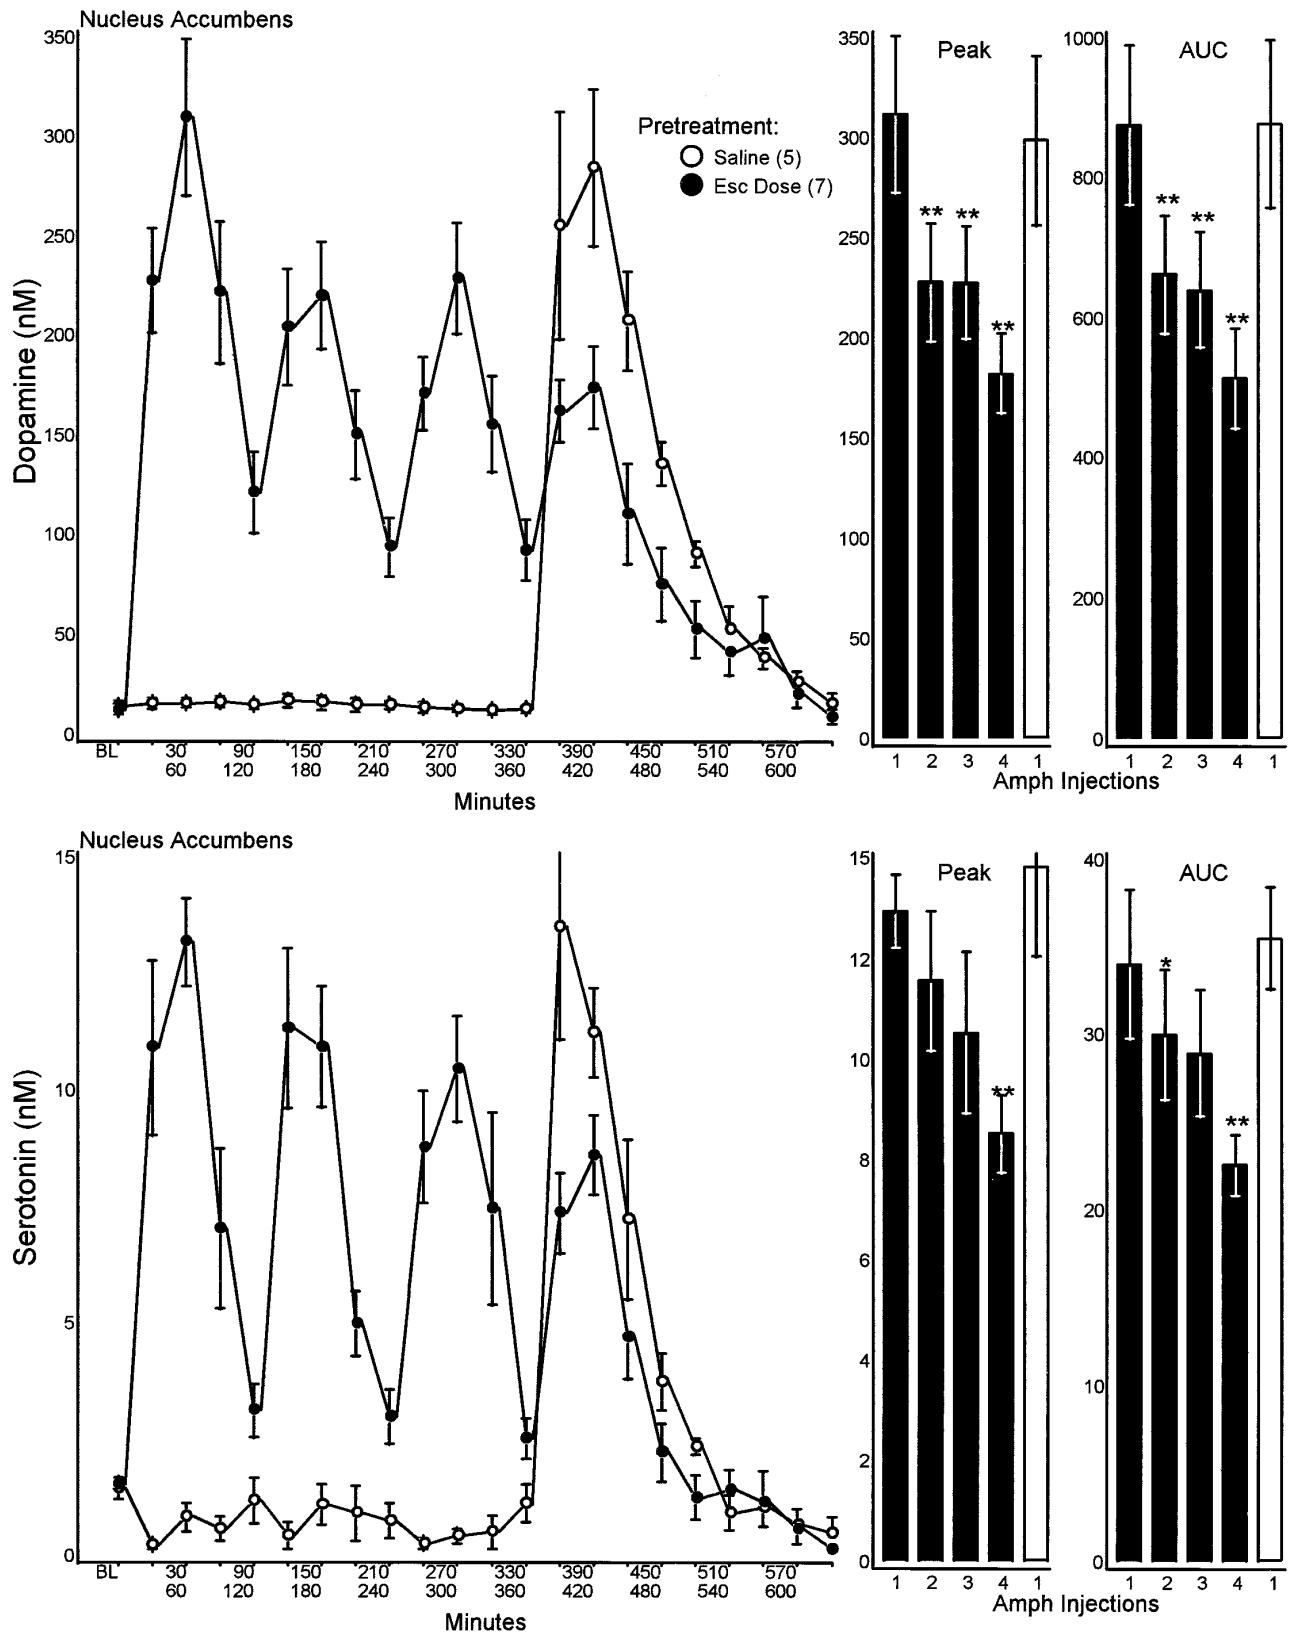 Nucleus Accumbens
350
300
250
200
150
100
50
0
Dopamine (nM)
Pretreatment:
Saline (5)
Esc Dose (7)
BL 30 90 150 210 270 330 390 450 510 570
60 120 180 240 300 360 420 480 540 600
Minutes
Peak
350
300
250
200
150
100
50
0
** ** **
1 2 3 4 1
AUC
1000
800
600
400
200
0
** ** **
1 2 3 4 1
Amph Injections
Nucleus Accumbens
15
10
5
0
Serotonin (nM)
BL 30 90 150 210 270 330 390 450 510 570
60 120 180 240 300 360 420 480 540 600
Minutes
Peak
15
12
10
8
6
4
2
0
**
1 2 3 4 1
AUC
40
30
20
10
0
* **
1 2 3 4 1
Amph Injections